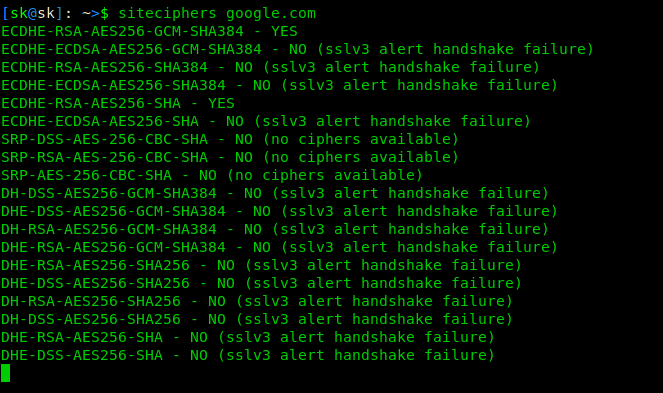 [sk@sk]: ~>$ siteciphers google.com
ECDHE-RSA-AES256-GCM-SHA384 - YES
ECDHE-ECDSA-AES256-GCM-SHA384 - NO (sslv3 alert handshake failure)
ECDHE-RSA-AES256-SHA384 - NO (sslv3 alert handshake failure)
ECDHE-ECDSA-AES256-SHA384 - NO (sslv3 alert handshake failure)
ECDHE-RSA-AES256-SHA - YES
ECDHE-ECDSA-AES256-SHA - NO (sslv3 alert handshake failure)
SRP-DSS-AES-256-CBC-SHA - NO (no ciphers available)
SRP-RSA-AES-256-CBC-SHA - NO (no ciphers available)
SRP-AES-256-CBC-SHA - NO (no ciphers available)
DH-DSS-AES256-GCM-SHA384 - NO (sslv3 alert handshake failure)
DHE-DSS-AES256-GCM-SHA384 - NO (sslv3 alert handshake failure)
DH-RSA-AES256-GCM-SHA384 - NO (sslv3 alert handshake failure)
DHE-RSA-AES256-GCM-SHA384 - NO (sslv3 alert handshake failure)
DHE-RSA-AES256-SHA256 - NO (sslv3 alert handshake failure)
DHE-DSS-AES256-SHA256 - NO (sslv3 alert handshake failure)
DH-RSA-AES256-SHA256 - NO (sslv3 alert handshake failure)
DH-DSS-AES256-SHA256 - NO (sslv3 alert handshake failure)
DHE-RSA-AES256-SHA - NO (sslv3 alert handshake failure)
DHE-DSS-AES256-SHA - NO (sslv3 alert handshake failure)